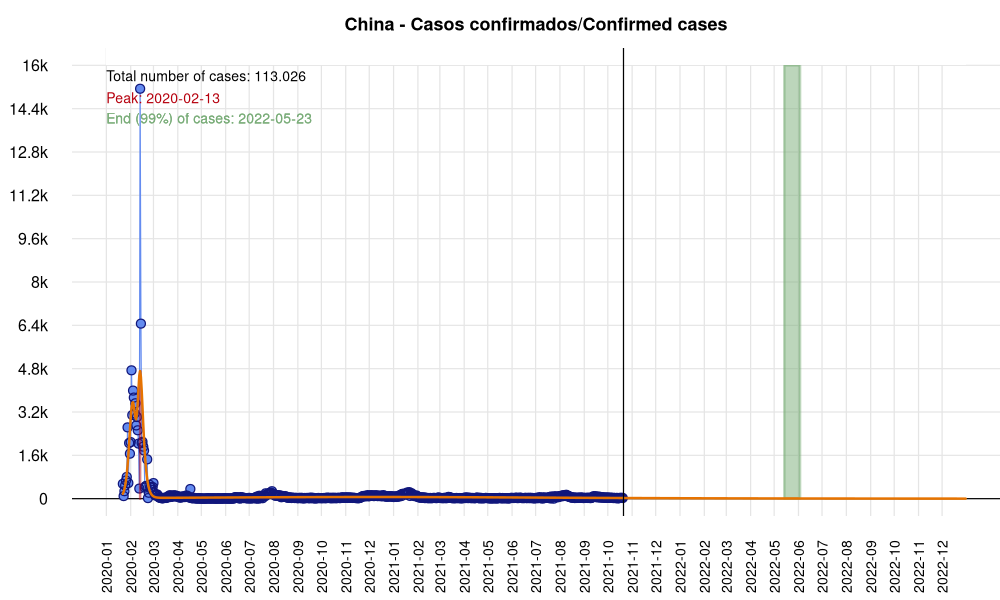 China - Casos confirmados/Confirmed cases
Total number of cases: 113.026
Peak: 2020-02-13
End (99%) of cases: 2022-05-23
16k
14.4k
12.8k
11.2k
9.6k
8k
6.4k
4.8k
3.2k
1.6k
0
2020-01
2020-02
2020-03
2020-04
2020-05
2020-06
2020-07
2020-08
2020-09
2020-10
2020-11
2020-12
2021-01
2021-02
2021-03
2021-04
2021-05
2021-06
2021-07
2021-08
2021-09
2021-10
2021-11
2021-12
2022-01
2022-02
2022-03
2022-04
2022-05
2022-06
2022-07
2022-08
2022-09
2022-10
2022-11
2022-12